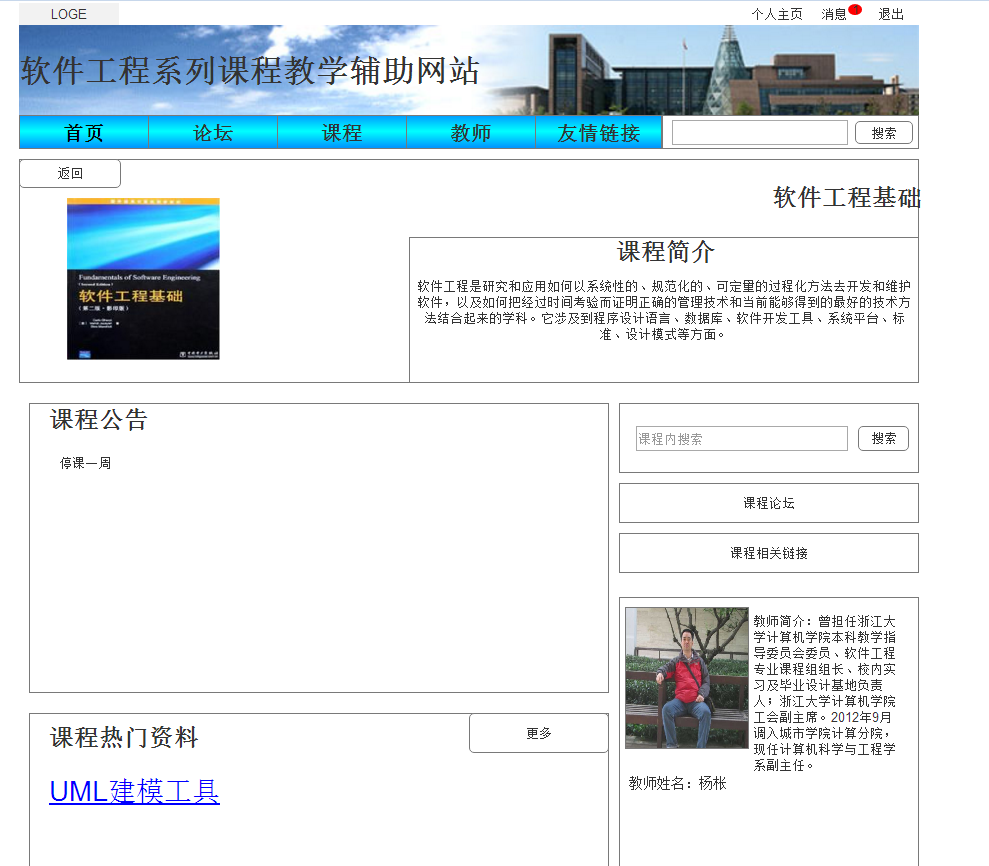 LOGE
个人主页 消息 1 退出
软件工程系列课程教学辅助网站
首页 论坛 课程 教师 友情链接 搜索
返回
软件工程基础
Fundamentals of Software Engineering
(Second Edition)
软件工程基础
(第二版·影印版)
课程简介
软件工程是研究和应用如何以系统性的、规范化的、可定量的过程化方法去开发和维护
软件，以及如何把经过时间考验而证明正确的管理技术和当前能够得到的最好的技术方
法结合起来的学科。它涉及到程序设计语言、数据库、软件开发工具、系统平台、标
准、设计模式等方面。
课程公告
停课一周
课程内搜索 搜索
课程论坛
课程相关链接
教师简介：曾担任浙江大
学计算机学院本科教学指
导委员会委员、软件工程
专业课程组组长、校内实
习及毕业设计基地负责
人；浙江大学计算机学院
工会副主席。2012年9月
调入城市学院计算分院，
现任计算机科学与工程学
系副主任。
教师姓名：杨枨
课程热门资料
更多
UML建模工具